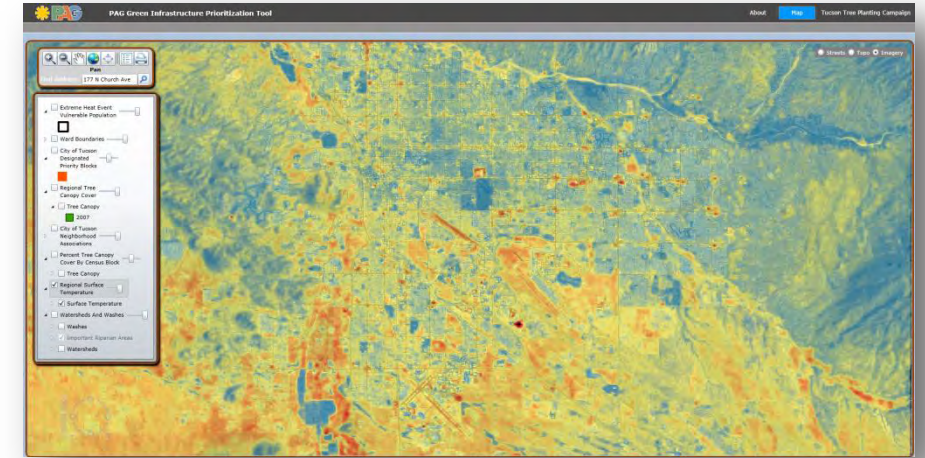 PAG
PAG Green Infrastructure Prioritization Tool
About
Map
Tucson Tree Planting Campaign
Streets
Topo
Imagery
Pan
Find Address:
177 N Church Ave
Extreme Heat Event
Vulnerable Population
Ward Boundaries
City of Tucson
Designated
Priority Blocks
Regional Tree
Canopy Cover
Tree Canopy
2007
City of Tucson
Neighborhood
Associations
Percent Tree Canopy
Cover By Census Block
Tree Canopy
Regional Surface
Temperature
Surface Temperature
Watersheds And Washes
Washes
Important Riparian Areas
Watersheds